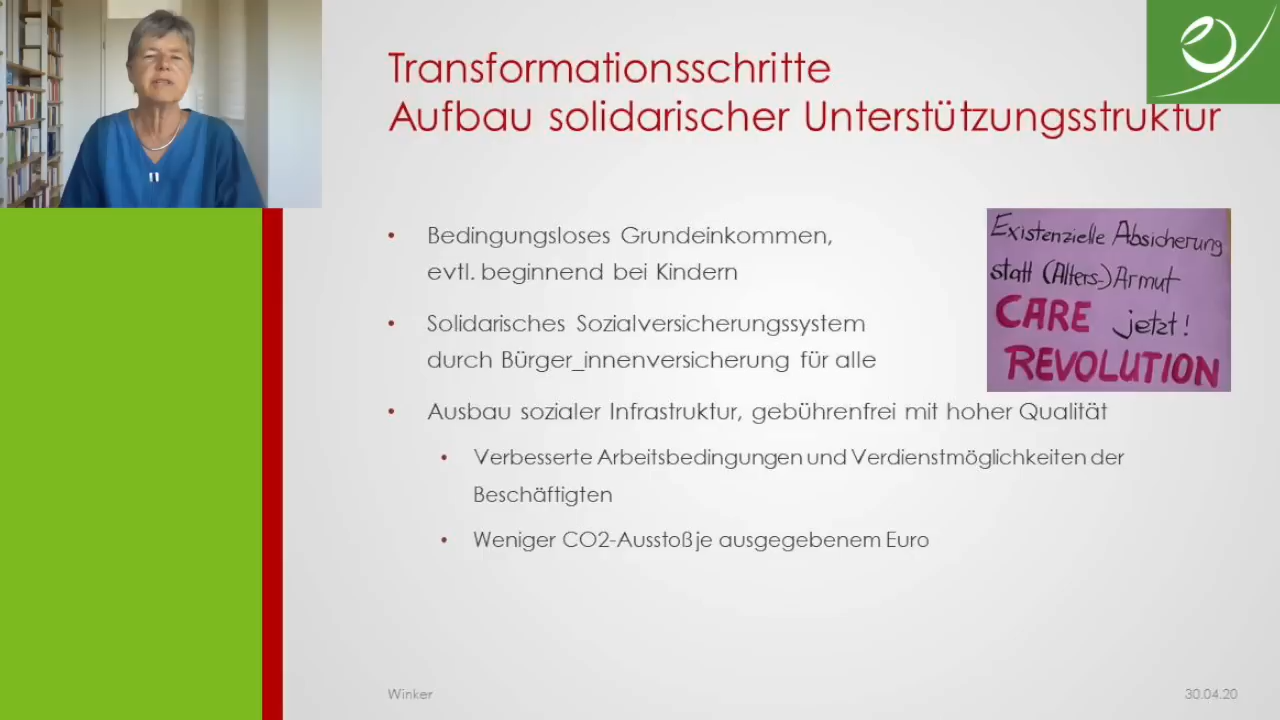 Transformationsschritte
Aufbau solidarischer Unterstützungsstruktur
• Bedingungsloses Grundeinkommen,
evtl. beginnend bei Kindern
• Solidarisches Sozialversicherungssystem
durch Bürger_innenversicherung für alle
• Ausbau sozialer Infrastruktur, gebührenfrei mit hoher Qualität
• Verbesserte Arbeitsbedingungen und Verdienstmöglichkeiten der
Beschäftigten
• Weniger CO2-Ausstoß je ausgegebenem Euro
Existenzielle Absicherung
statt (Alters-)Armut
CARE jetzt!
REVOLUTION
Winker
30.04.20